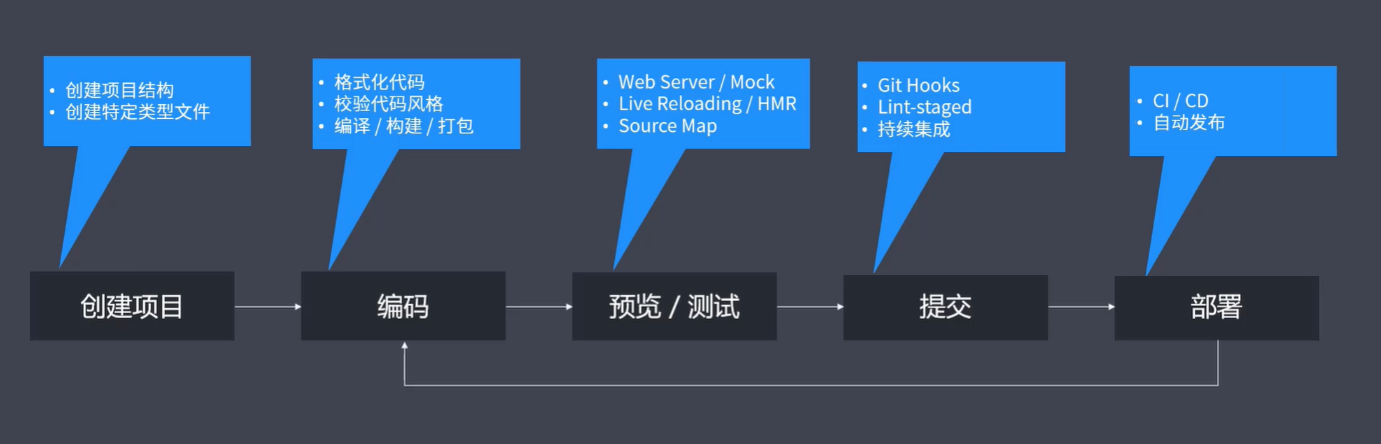 • 创建项目结构
• 创建特定类型文件
• 格式化代码
• 校验代码风格
• 编译 / 构建 / 打包
• Web Server / Mock
• Live Reloading / HMR
• Source Map
• Git Hooks
• Lint-staged
• 持续集成
• CI / CD
• 自动发布
创建项目
编码
预览 / 测试
提交
部署